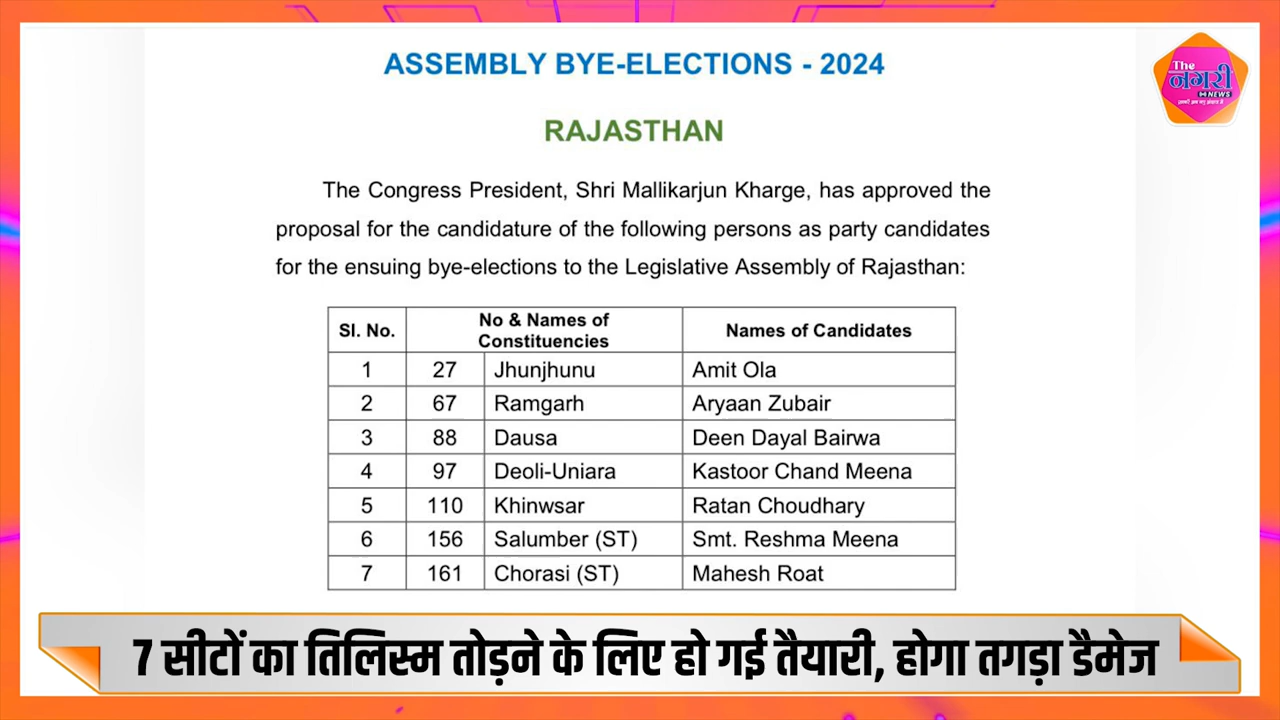 ASSEMBLY BYE-ELECTIONS - 2024
The
नगरी
NEWS
RAJASTHAN
The Congress President, Shri Mallikarjun Kharge, has approved the
proposal for the candidature of the following persons as party candidates
for the ensuing bye-elections to the Legislative Assembly of Rajasthan:
Sl. No. No & Names of Constituencies Names of Candidates
1 27 Jhunjhunu Amit Ola
2 67 Ramgarh Aryaan Zubair
3 88 Dausa Deen Dayal Bairwa
4 97 Deoli-Uniara Kastoor Chand Meena
5 110 Khinwsar Ratan Choudhary
6 156 Salumber (ST) Smt. Reshma Meena
7 161 Chorasi (ST) Mahesh Roat
7 सीटों का तिलिस्म तोड़ने के लिए हो गई तैयारी, होगा तगड़ा डैमेज